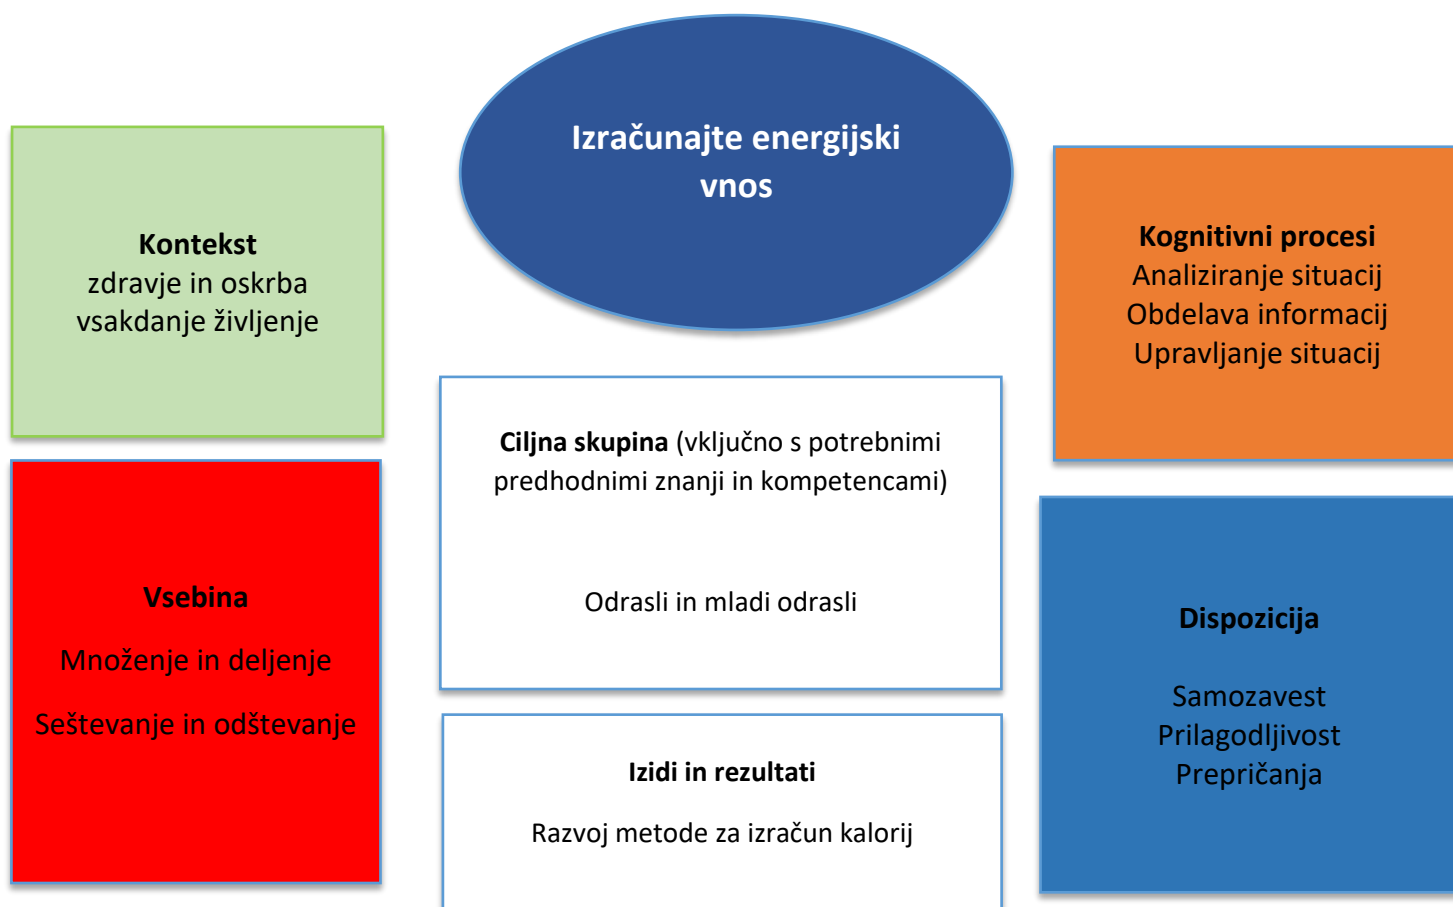 Izračunajte energijski
vnos
Kontekst
zdravje in oskrba
vsakdanje življenje
Kognitivni procesi
Analiziranje situacij
Obdelava informacij
Upravljanje situacij
Ciljna skupina (vključno s potrebnimi
predhodnimi znanji in kompetencami)
Odrasli in mladi odrasli
Vsebina
Množenje in deljenje
Seštevanje in odštevanje
Dispozicija
Samozavest
Prilagodljivost
Prepričanja
Izidi in rezultati
Razvoj metode za izračun kalorij